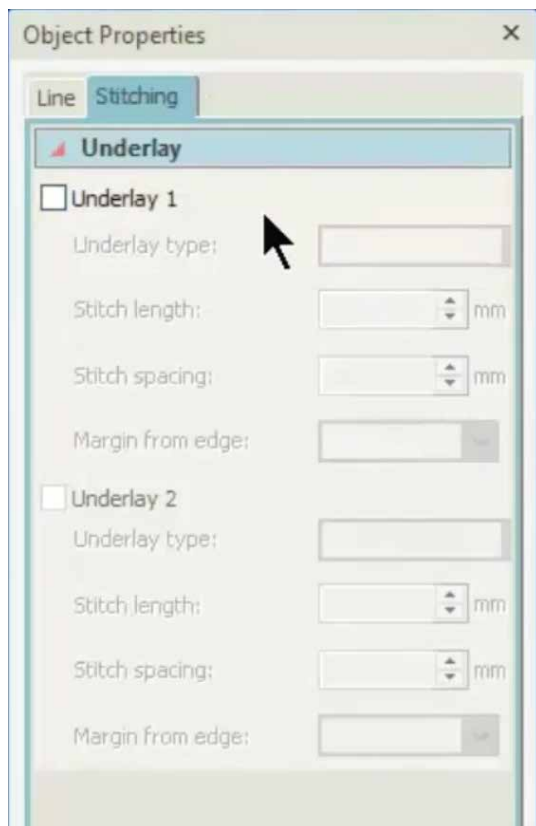 Object Properties
Line Stitching
Underlay
Underlay 1
Underlay type:
Stitch length: mm
Stitch spacing: mm
Margin from edge:
Underlay 2
Underlay type:
Stitch length: mm
Stitch spacing: mm
Margin from edge: